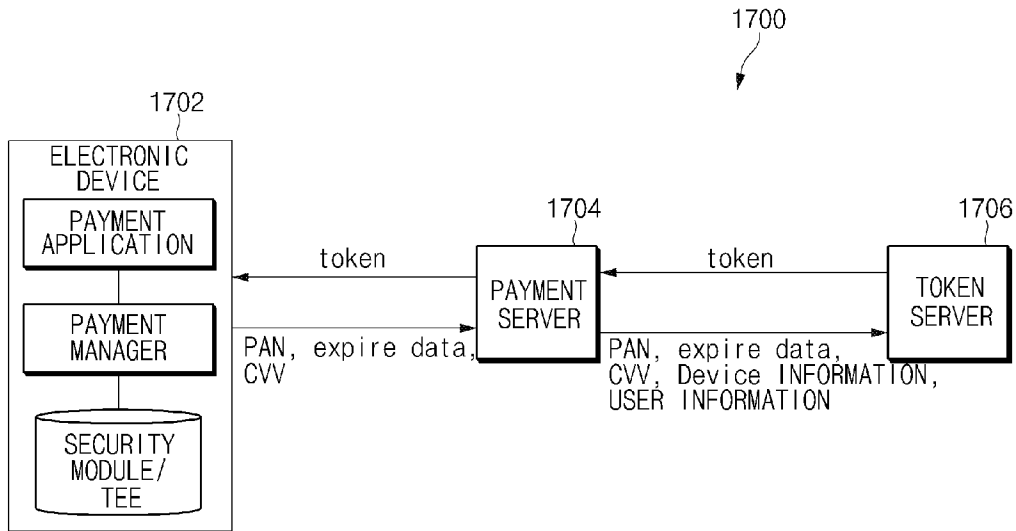 1700
1702
ELECTRONIC
DEVICE
PAYMENT
APPLICATION
PAYMENT
MANAGER
SECURITY
MODULE/
TEE
token
PAN, expire data,
CVV
1704
PAYMENT
SERVER
token
PAN, expire data,
CVV, Device INFORMATION,
USER INFORMATION
1706
TOKEN
SERVER